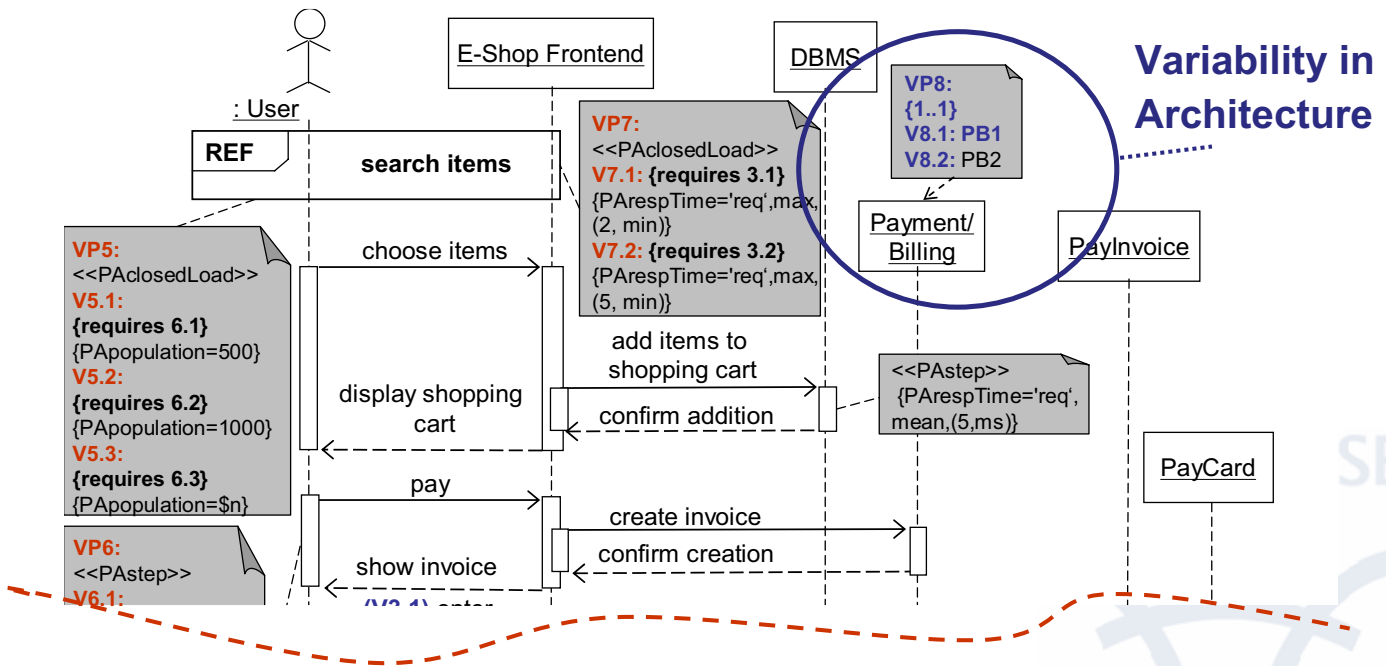 E-Shop Frontend
DBMS
Variability in
Architecture
: User
VP8:
{1..1}
V8.1: PB1
V8.2: PB2
REF
search items
VP7:
<<PAclosedLoad>>
V7.1: {requires 3.1}
{PArespTime='req‘,max,
(2, min)}
V7.2: {requires 3.2}
{PArespTime='req‘,max,
(5, min)}
Payment/
Billing
PayInvoice
VP5:
<<PAclosedLoad>>
V5.1:
{requires 6.1}
{PApopulation=500}
V5.2:
{requires 6.2}
{PApopulation=1000}
V5.3:
{requires 6.3}
{PApopulation=$n}
choose items
add items to
shopping cart
display shopping
cart
confirm addition
<<PAstep>>
{PArespTime='req‘,
mean,(5,ms)}
PayCard
SE
pay
create invoice
confirm creation
show invoice
VP6:
<<PAstep>>
V6.1: